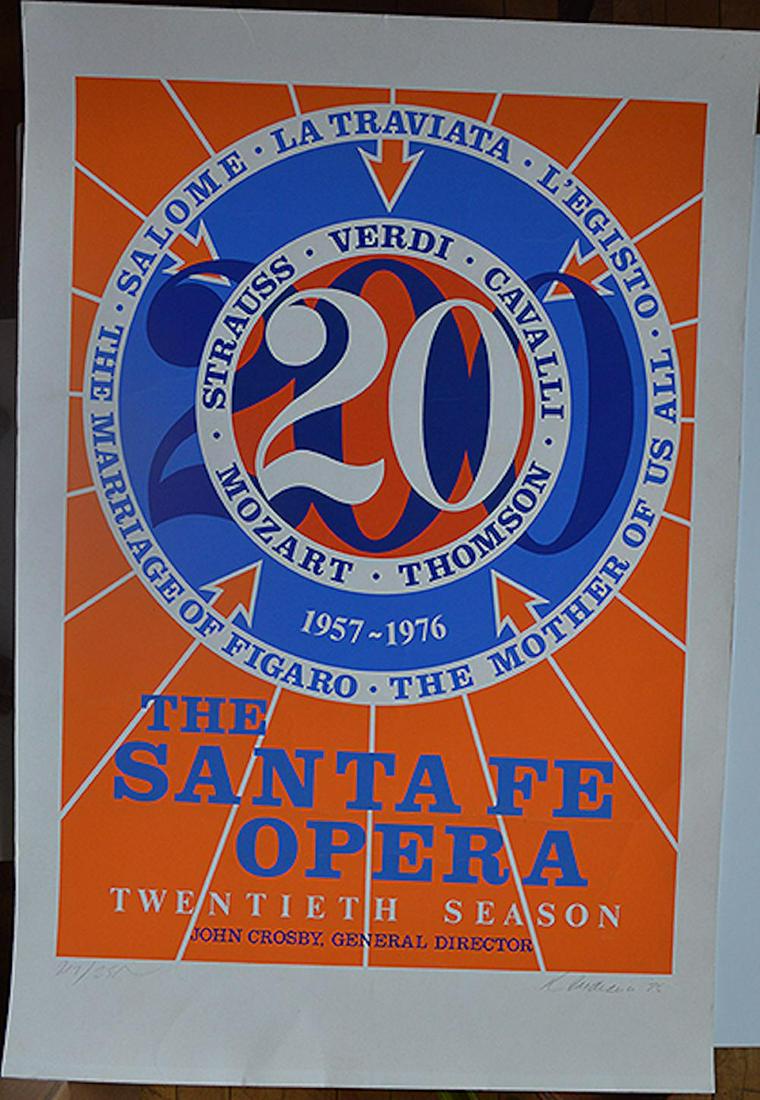 SALOME · LA TRAVIATA · L'EGISTO · THE MOTHER OF US ALL · THE MARRIAGE OF FIGARO ·
STRAUSS · VERDI · CAVALLI · THOMSON · MOZART ·
200
20
1957~1976
THE
SANTA FE
OPERA
TWENTIETH SEASON
JOHN CROSBY, GENERAL DIRECTOR